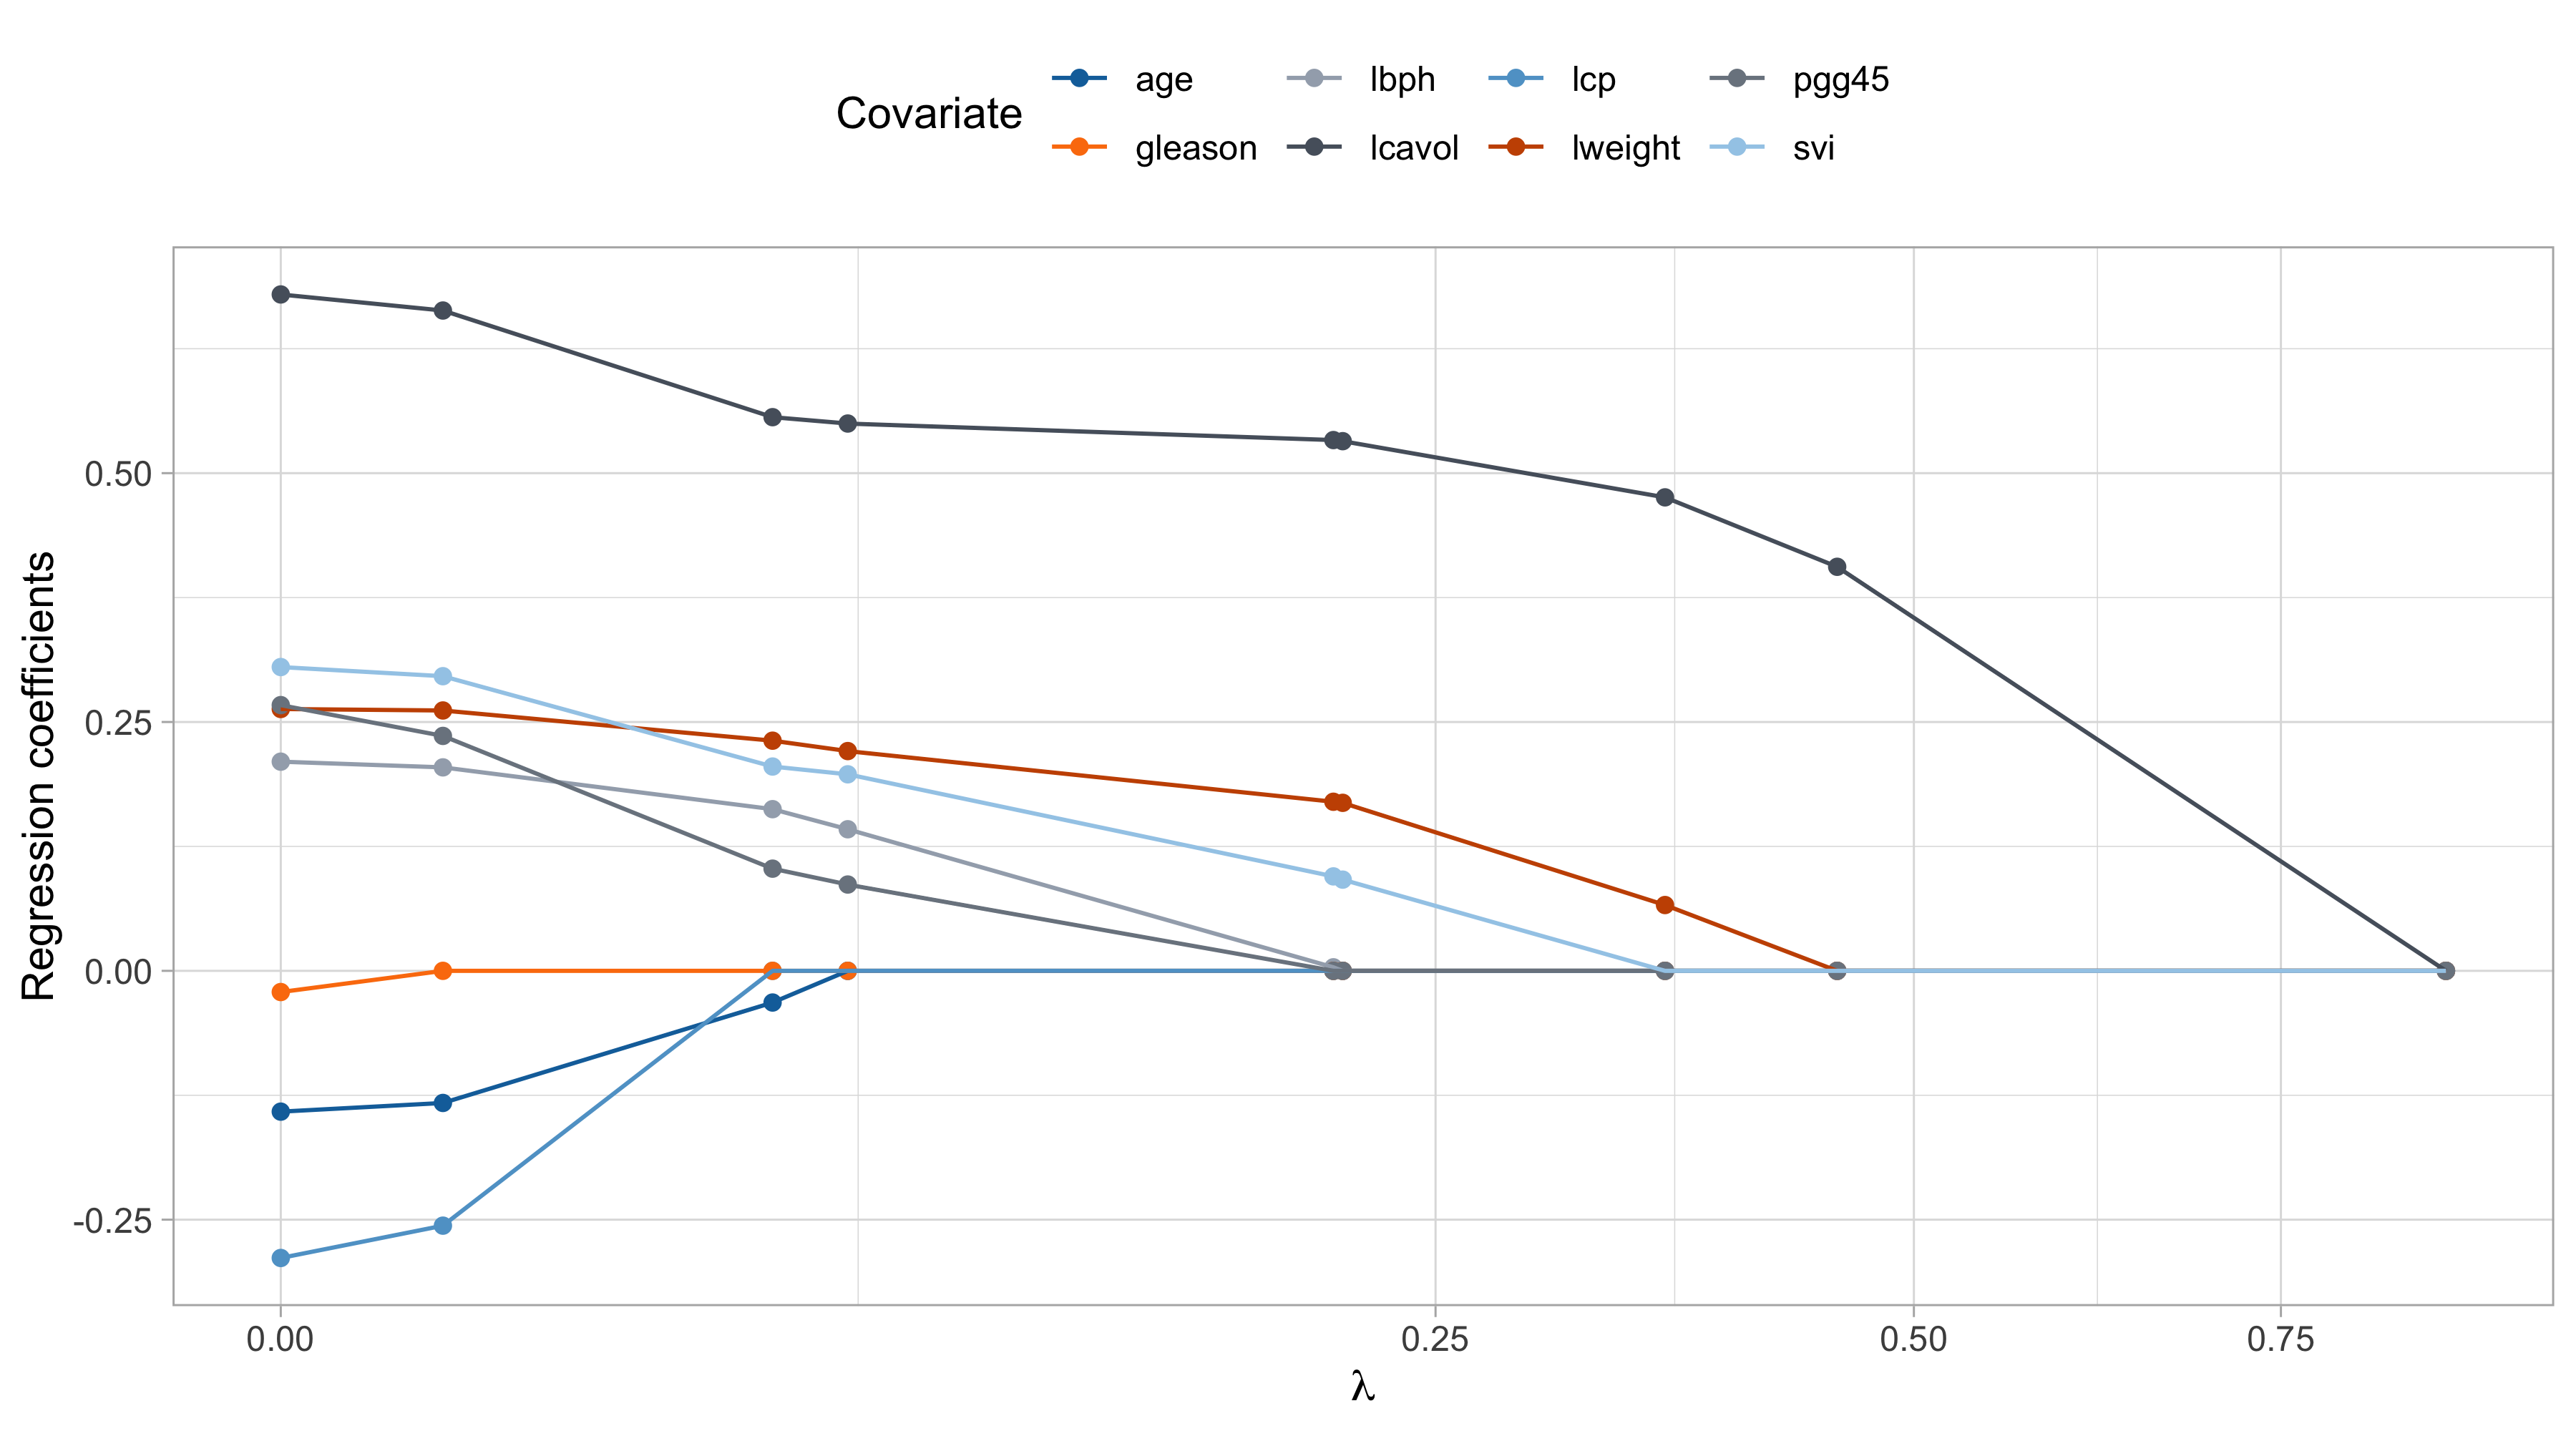 Covariate
age lbph lcp pgg45
gleason lcavol lweight svi
Regression coefficients
0.50
0.25
0.00
-0.25
0.00 0.25 0.50 0.75
λ